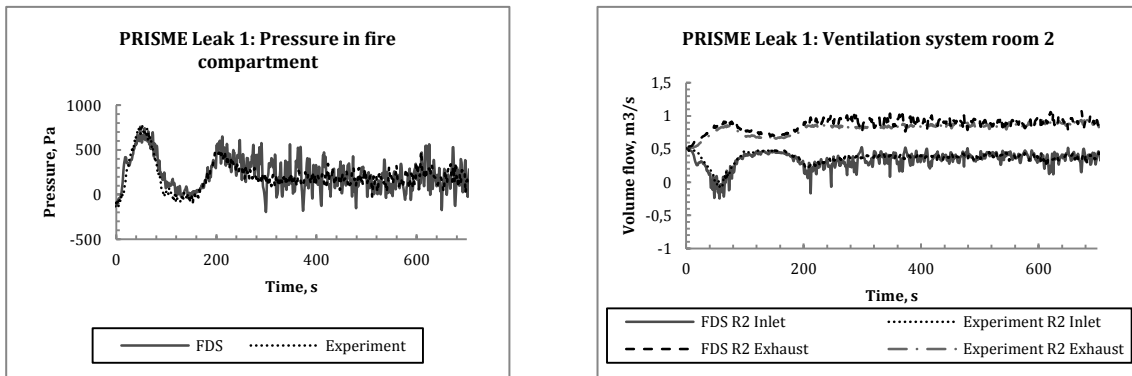 PRISME Leak 1: Pressure in fire
compartment
1000
500
0
-500
Pressure, Pa
0 200 400 600
Time, s
FDS Experiment
PRISME Leak 1: Ventilation system room 2
1,5
1
0,5
0
-0,5
-1
Volume flow, m3/s
0 200 400 600
Time, s
FDS R2 Inlet Experiment R2 Inlet
FDS R2 Exhaust Experiment R2 Exhaust